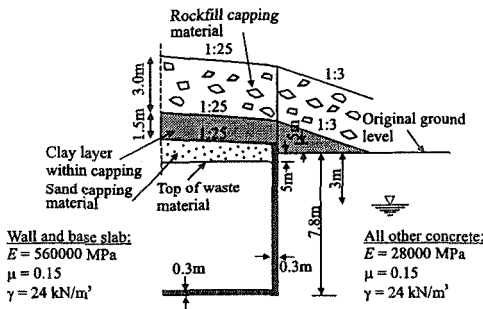 Rockfill capping
material
1:25
1:3
3.0m
1:25
1:3
1.5m
1:25
Original ground
level
Clay layer
within capping
Sand capping
material
Top of waste
material
5m
3m
7.8m
Wall and base slab:
E = 560000 MPa
μ = 0.15
γ = 24 kN/m³
0.3m
0.3m
All other concrete:
E = 28000 MPa
μ = 0.15
γ = 24 kN/m³